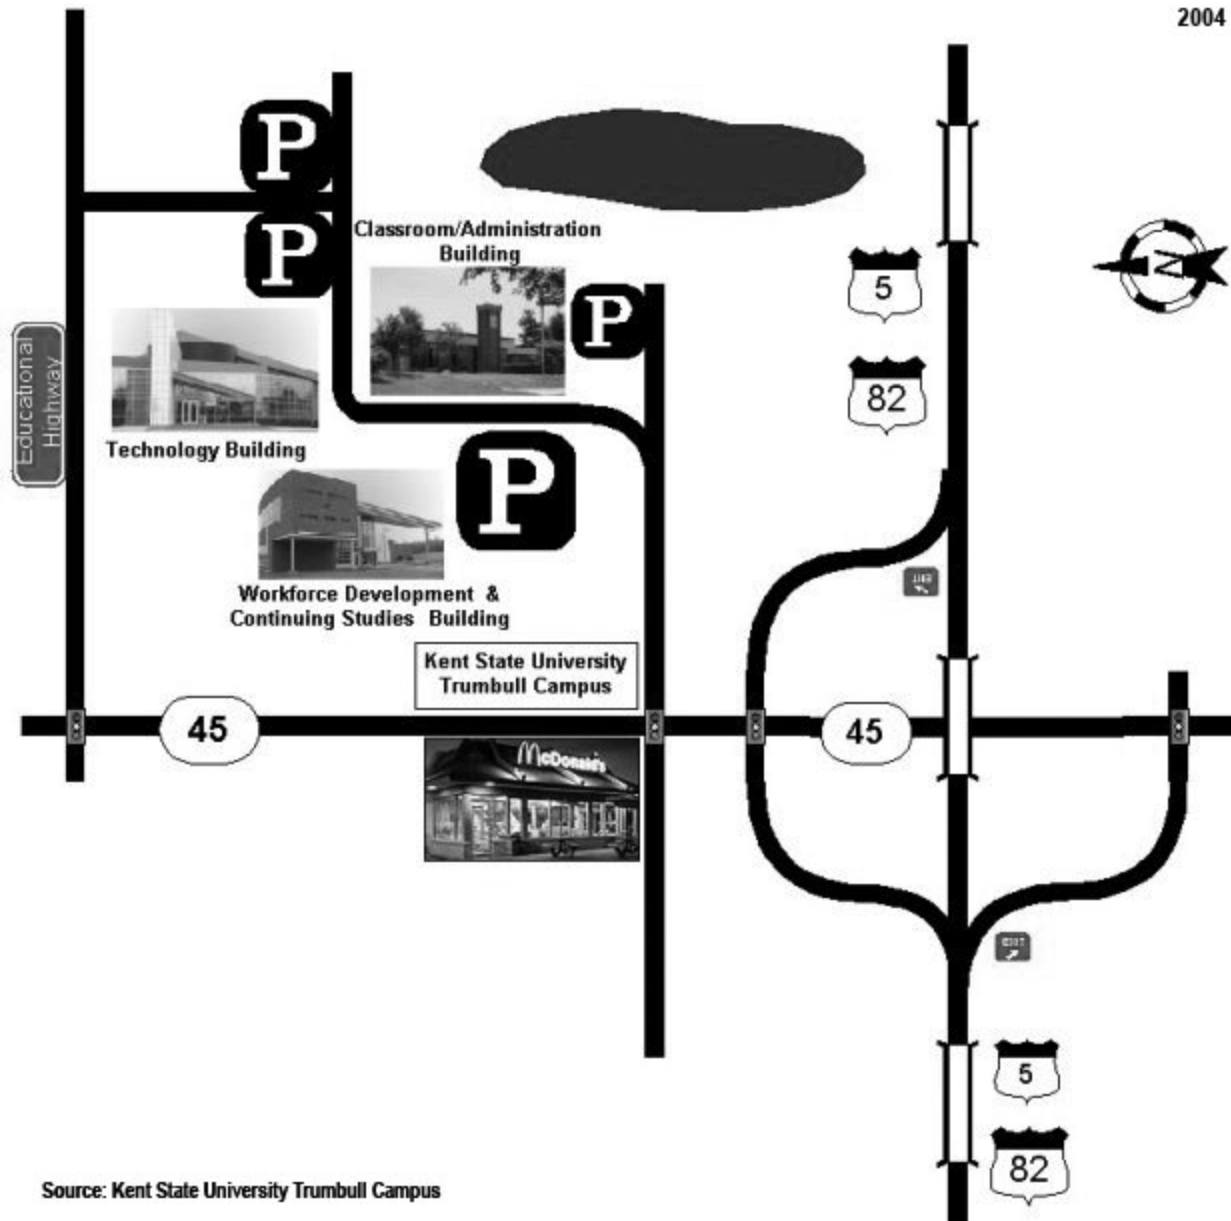 2004
P
P
Classroom/Administration
Building
P
5
N
82
Educational
Highway
Technology Building
P
EXIT
Workforce Development &
Continuing Studies Building
Kent State University
Trumbull Campus
45
45
McDonald's
EXIT
5
82
Source: Kent State University Trumbull Campus